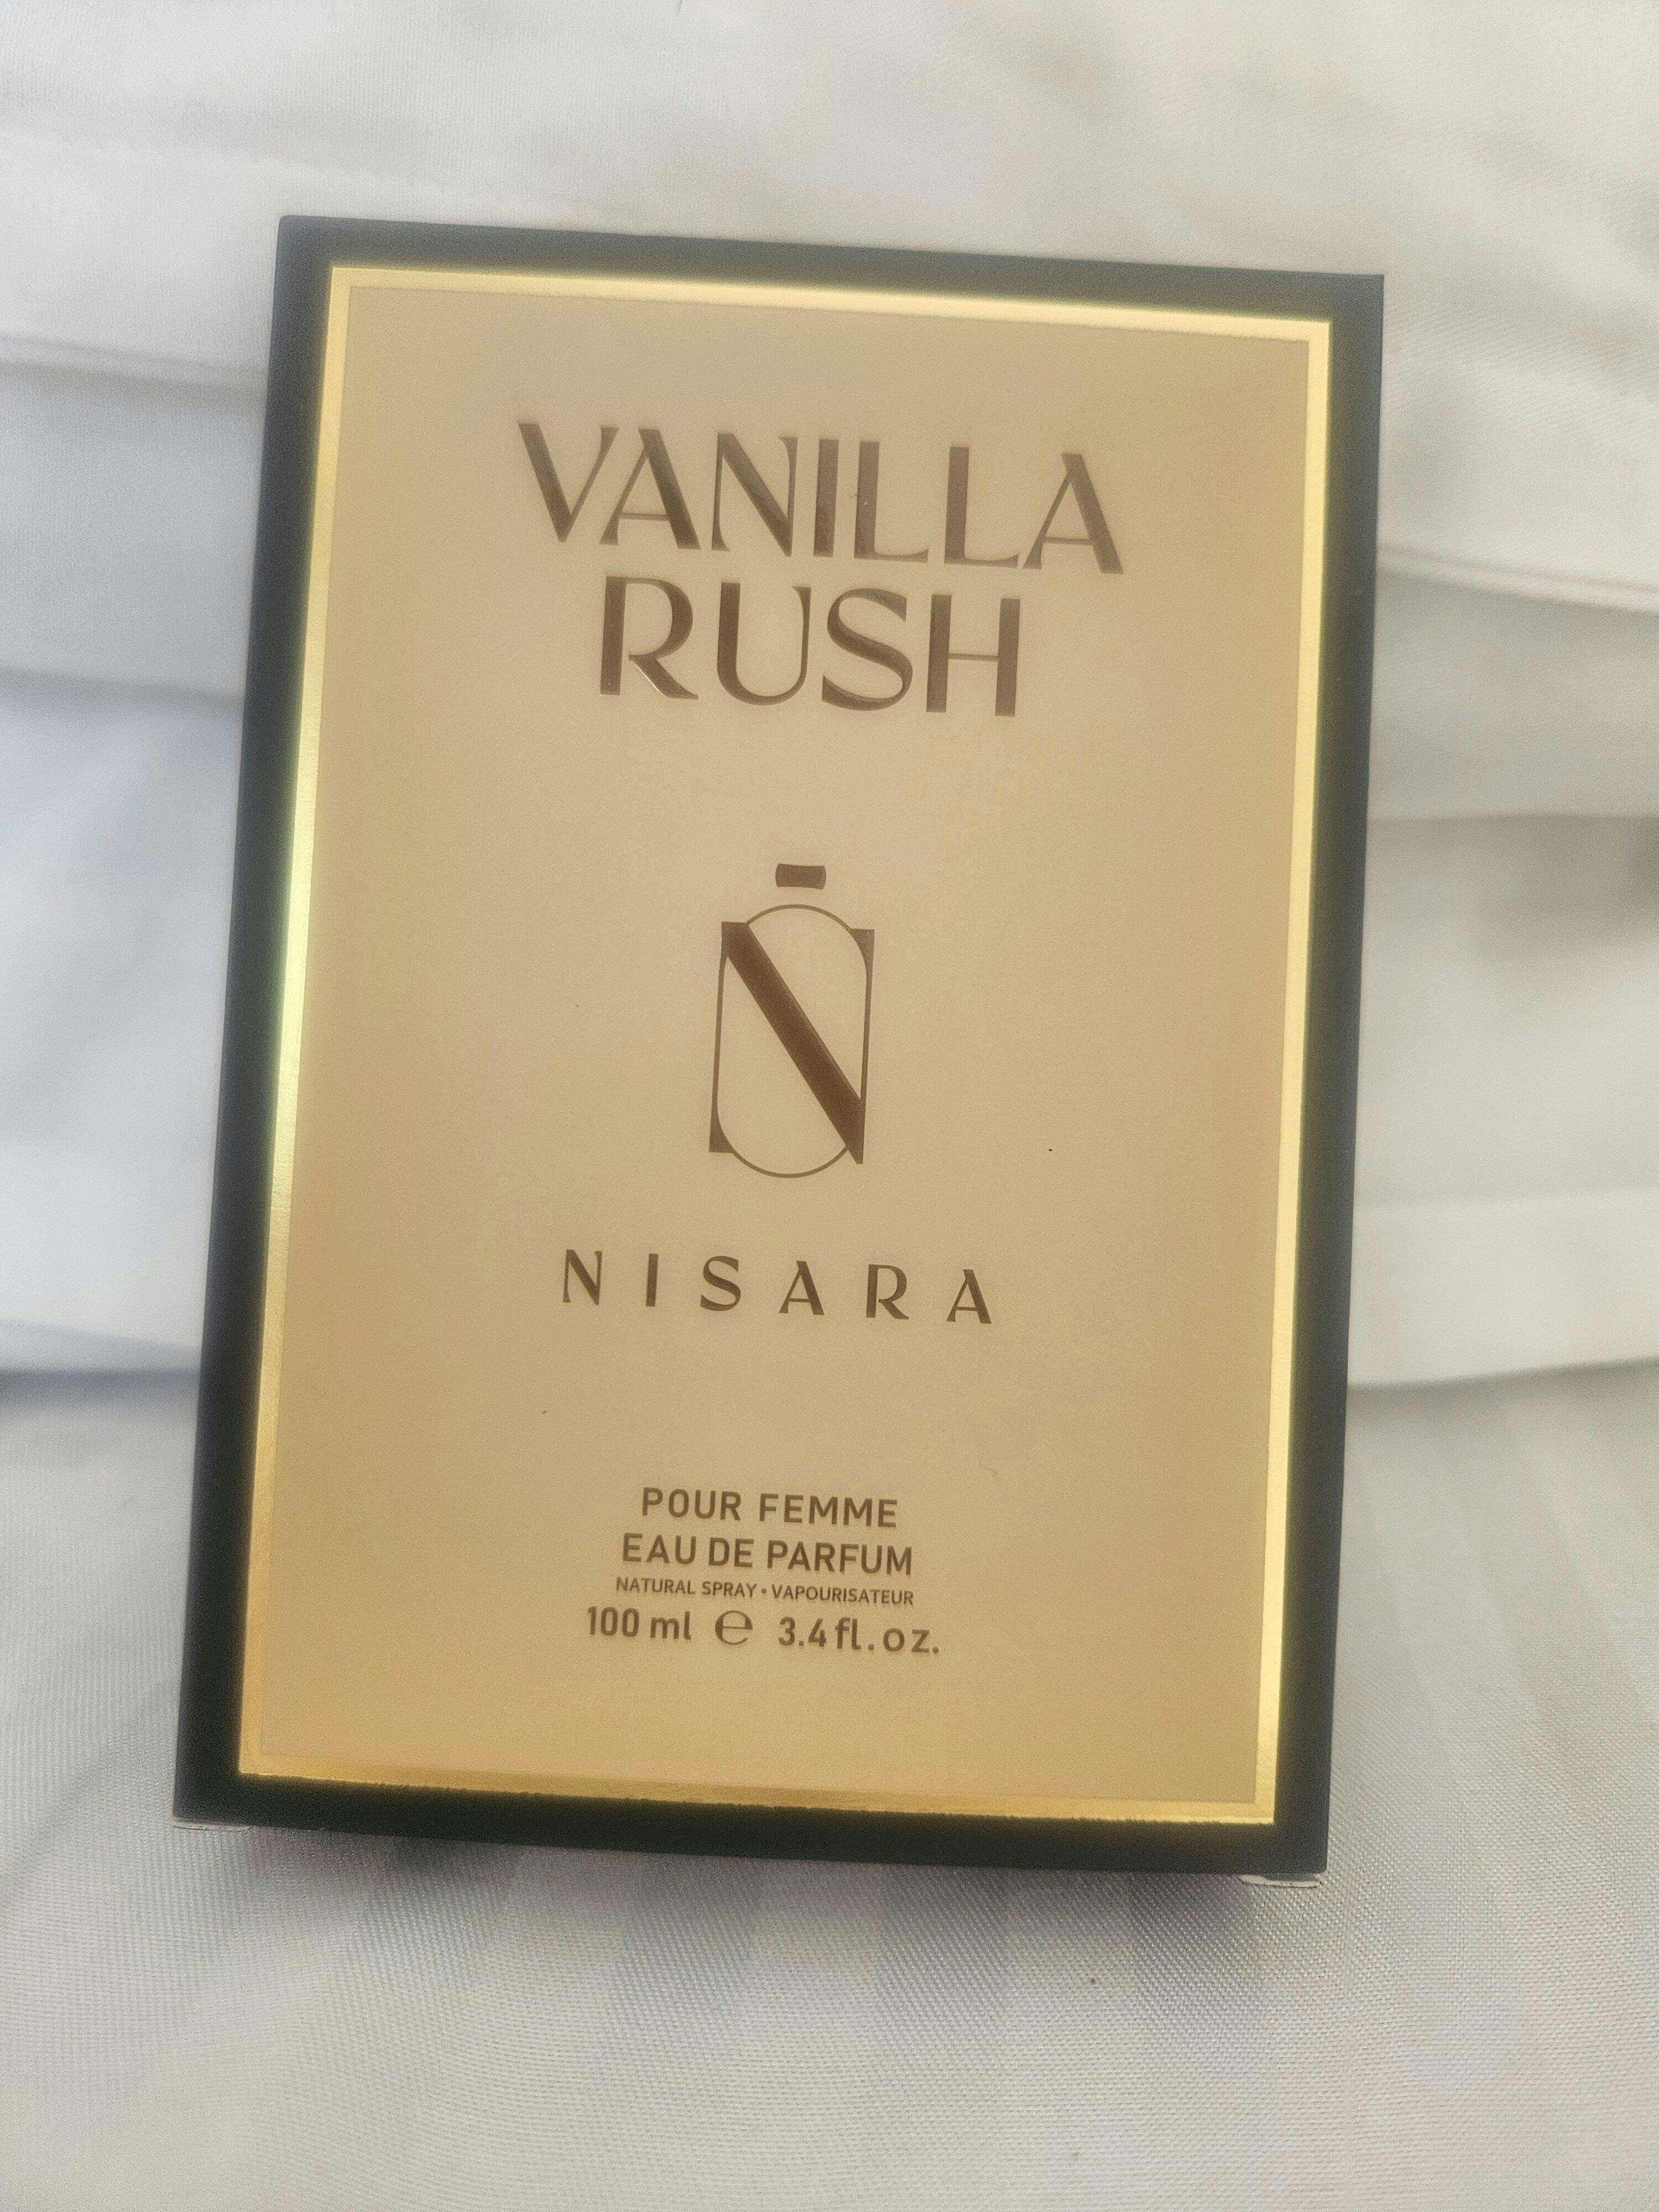 VANILLA
RUSH
N
NISARA
POUR FEMME
EAU DE PARFUM
NATURAL SPRAY • VAPOURISATEUR
100 ml ℮ 3.4 fl. oz.